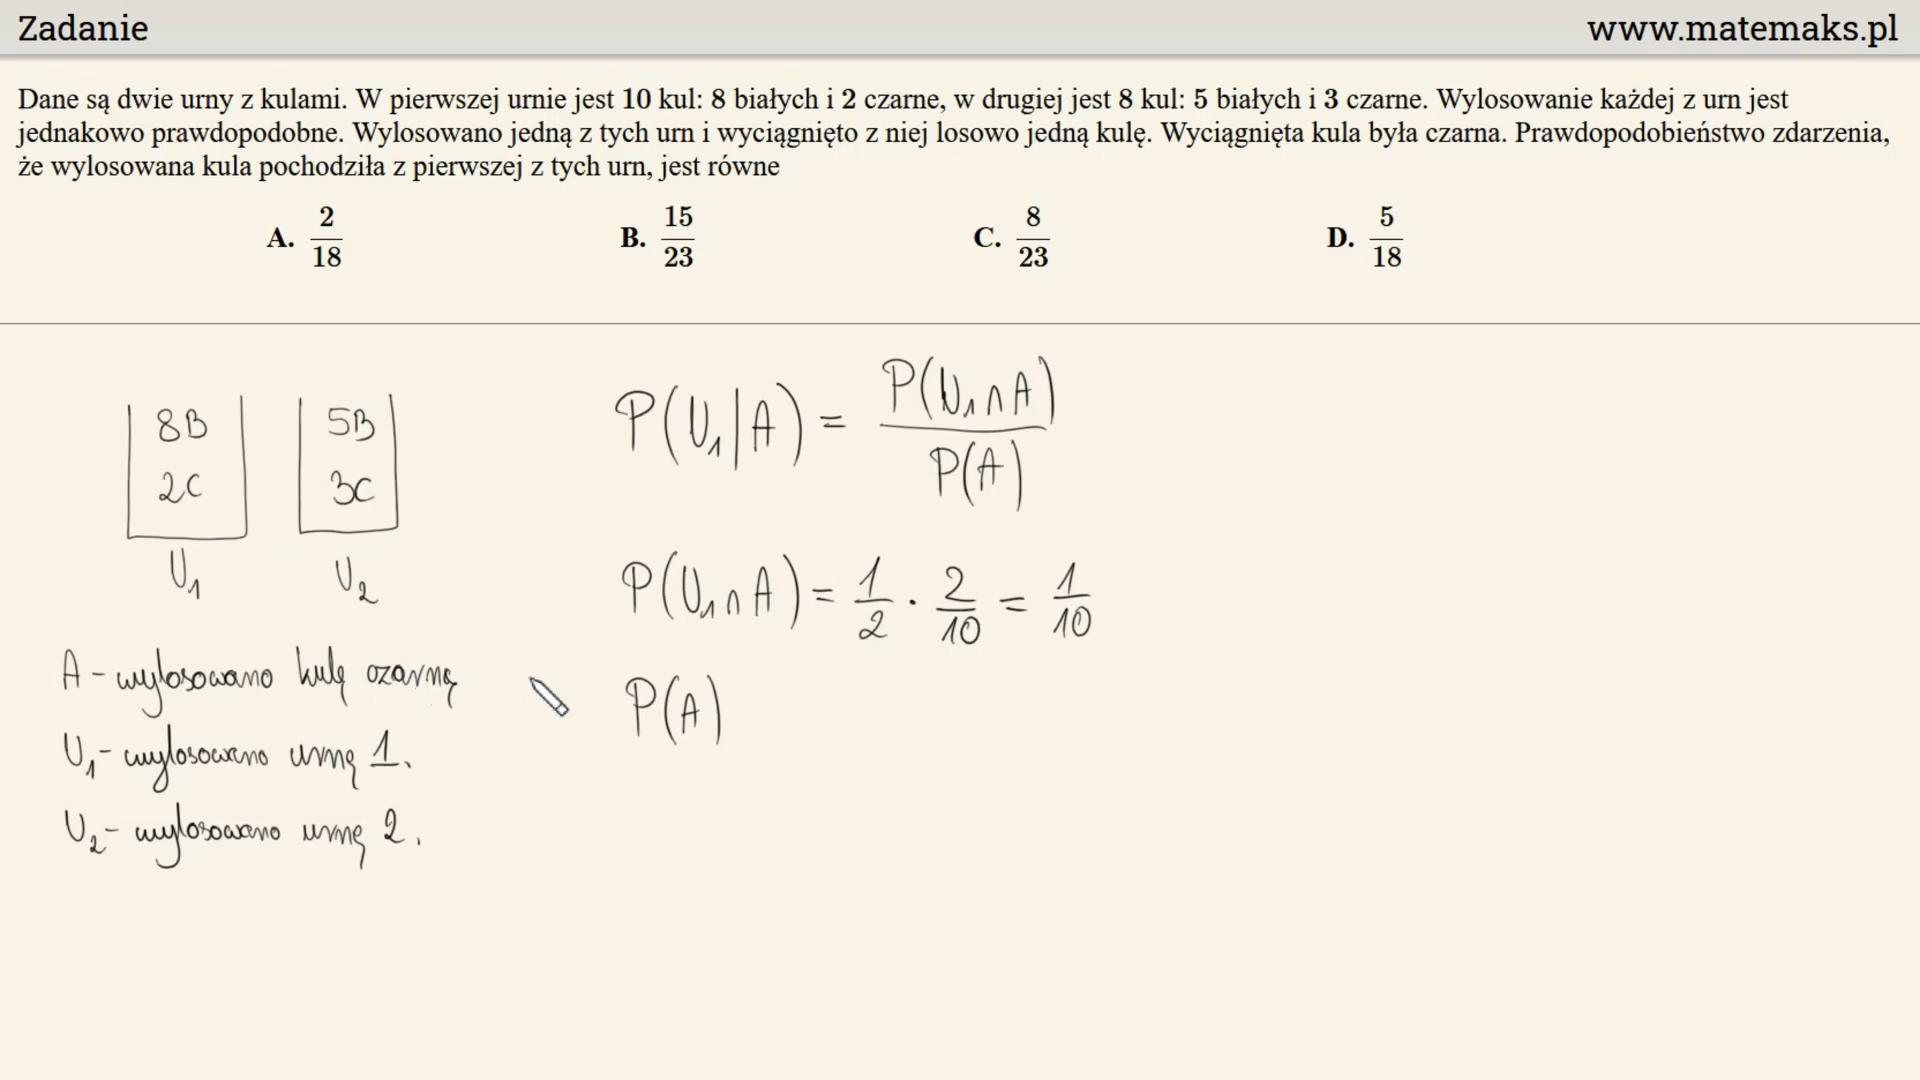 Zadanie
www.matemaks.pl
Dane są dwie urny z kulami. W pierwszej urnie jest 10 kul: 8 białych i 2 czarne, w drugiej jest 8 kul: 5 białych i 3 czarne. Wylosowanie każdej z urn jest
jednakowo prawdopodobne. Wylosowano jedną z tych urn i wyciągnięto z niej losowo jedną kulę. Wyciągnięta kula była czarna. Prawdopodobieństwo zdarzenia,
że wylosowana kula pochodziła z pierwszej z tych urn, jest równe
A. 2/18 B. 15/23 C. 8/23 D. 5/18
8B 5B
2C 3C
U₁ U₂
P(U₁|A) = P(U₁∩A)/P(A)
P(U₁∩A) = 1/2 · 2/10 = 1/10
P(A)
A - wylosowano kulę czarną
U₁ - wylosowano urnę 1.
U₂ - wylosowano urnę 2.